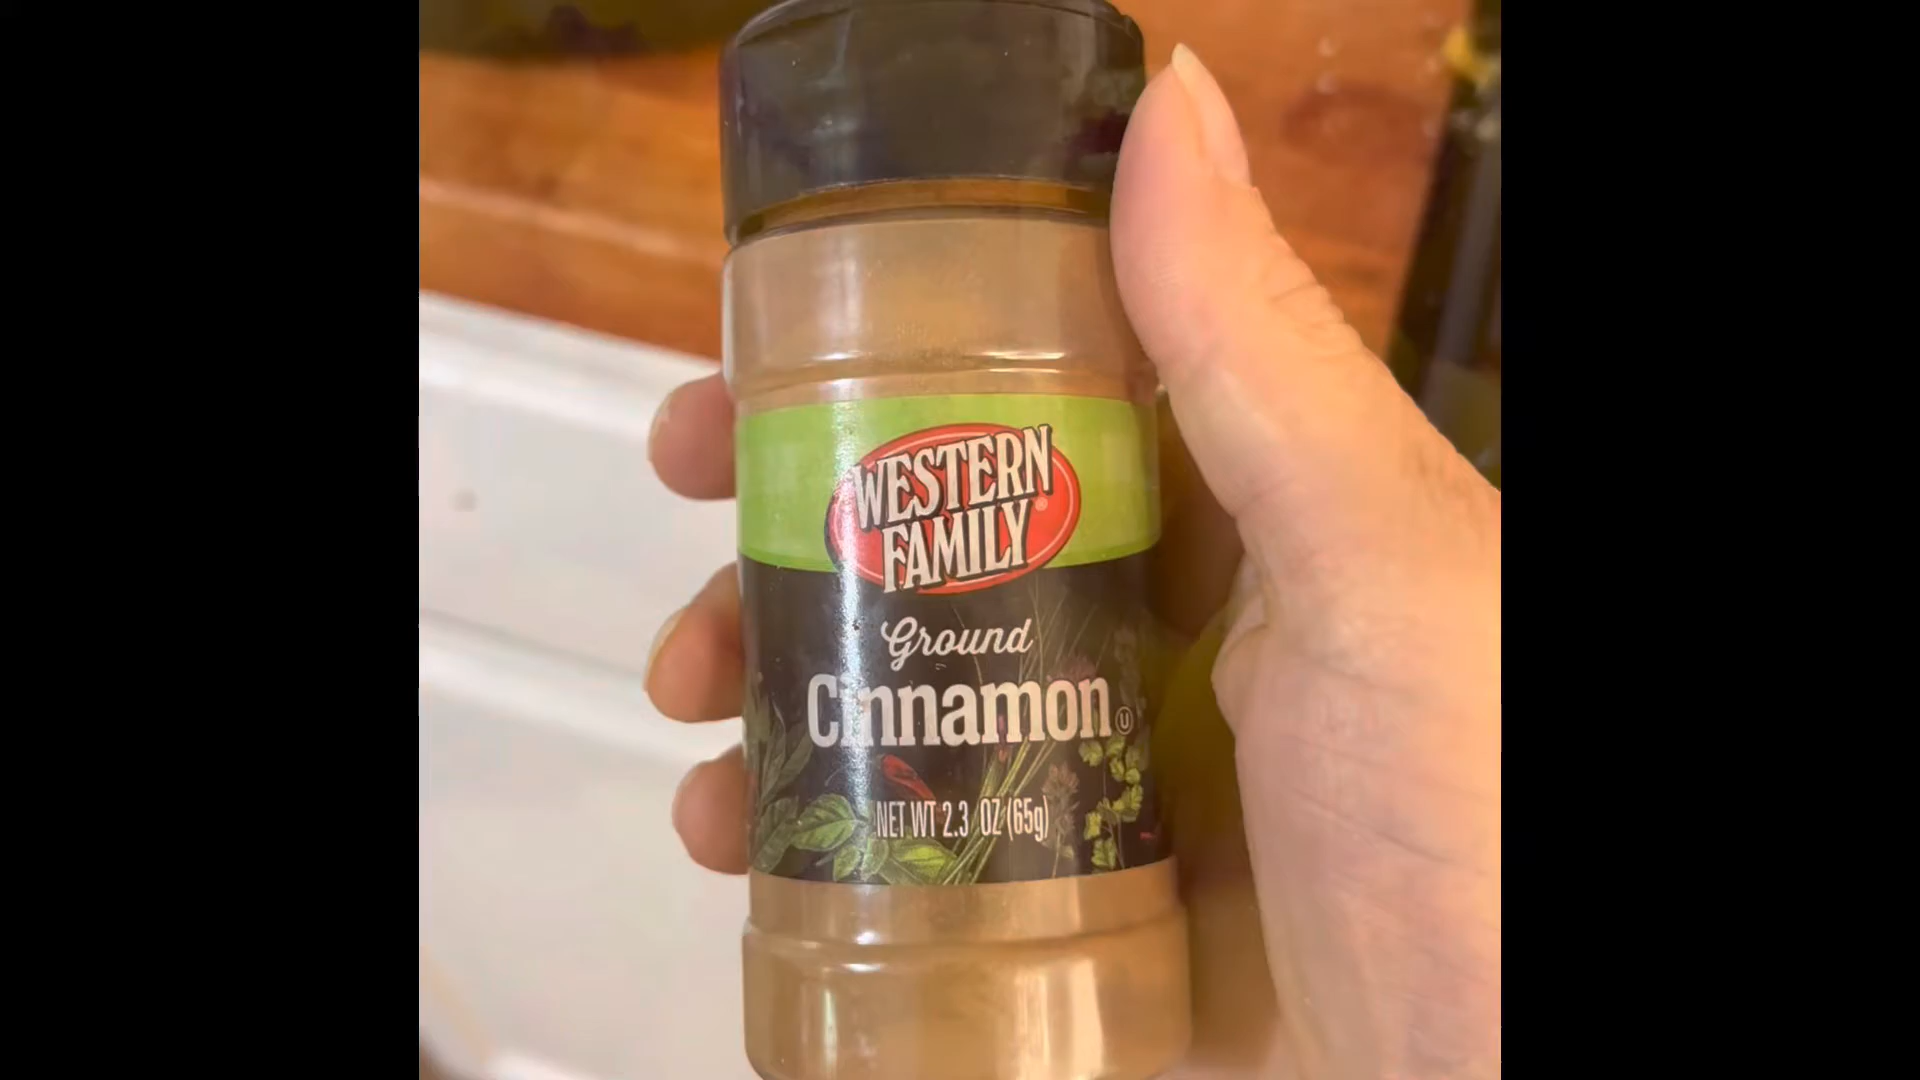 WESTERN
FAMILY®
Ground
Cinnamon Ⓤ
NET WT 2.3 OZ (65g)